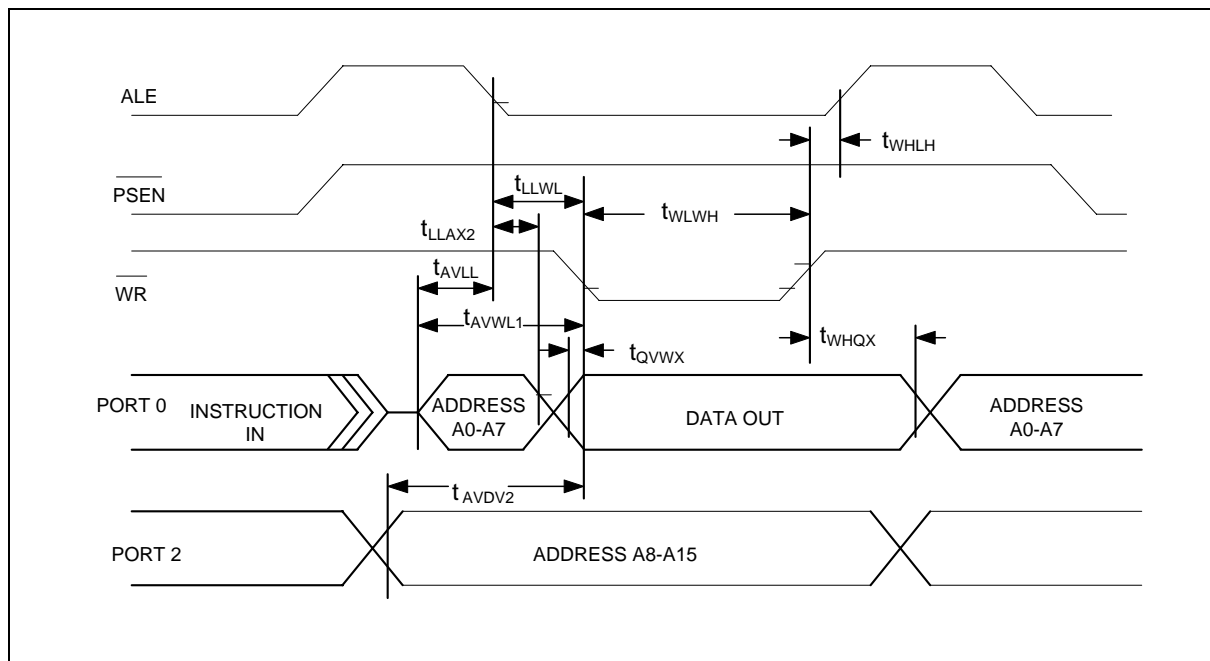 ALE
tWHLH
PSEN
tLLWL
tWLWH
tLLAX2
tAVLL
WR
tAVWL1
tWHQX
tQVWX
PORT 0
INSTRUCTION
IN
ADDRESS
A0-A7
DATA OUT
ADDRESS
A0-A7
tAVDV2
PORT 2
ADDRESS A8-A15